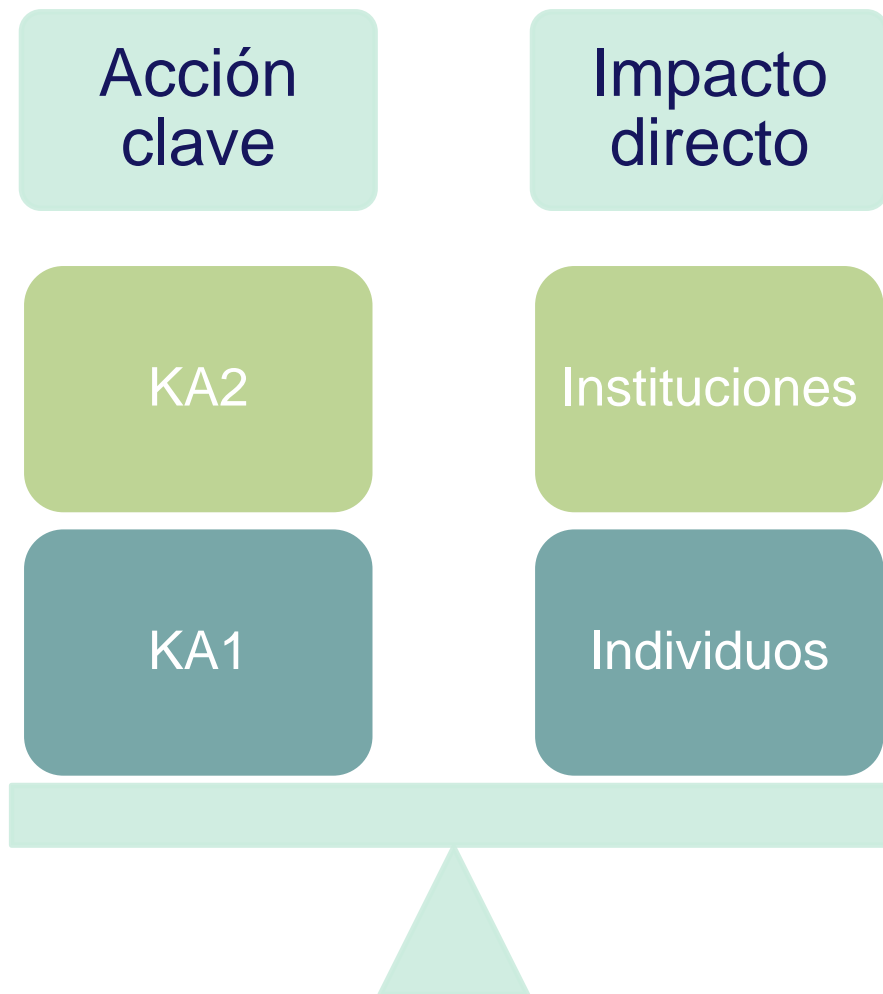 Acción
clave
Impacto
directo
KA2
Instituciones
KA1
Individuos